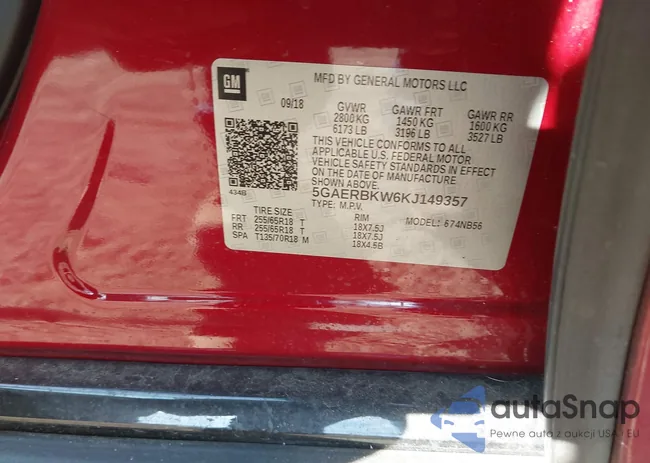 GM
MFD BY GENERAL MOTORS LLC
09/18 GVWR GAWR FRT GAWR RR
2800 KG 1450 KG 1600 KG
6173 LB 3196 LB 3527 LB
THIS VEHICLE CONFORMS TO ALL
APPLICABLE U.S. FEDERAL MOTOR
VEHICLE SAFETY STANDARDS IN EFFECT
ON THE DATE OF MANUFACTURE
SHOWN ABOVE.
5GAERBKW6KJ149357
434B TYPE: M.P.V. MODEL: 674NB56
TIRE SIZE RIM
FRT 255/65R18 T 18X7.5J
RR 255/65R18 T 18X7.5J
SPA T135/70R18 M 18X4.5B
autoSnap
Pewne auto z aukcji USA i EU